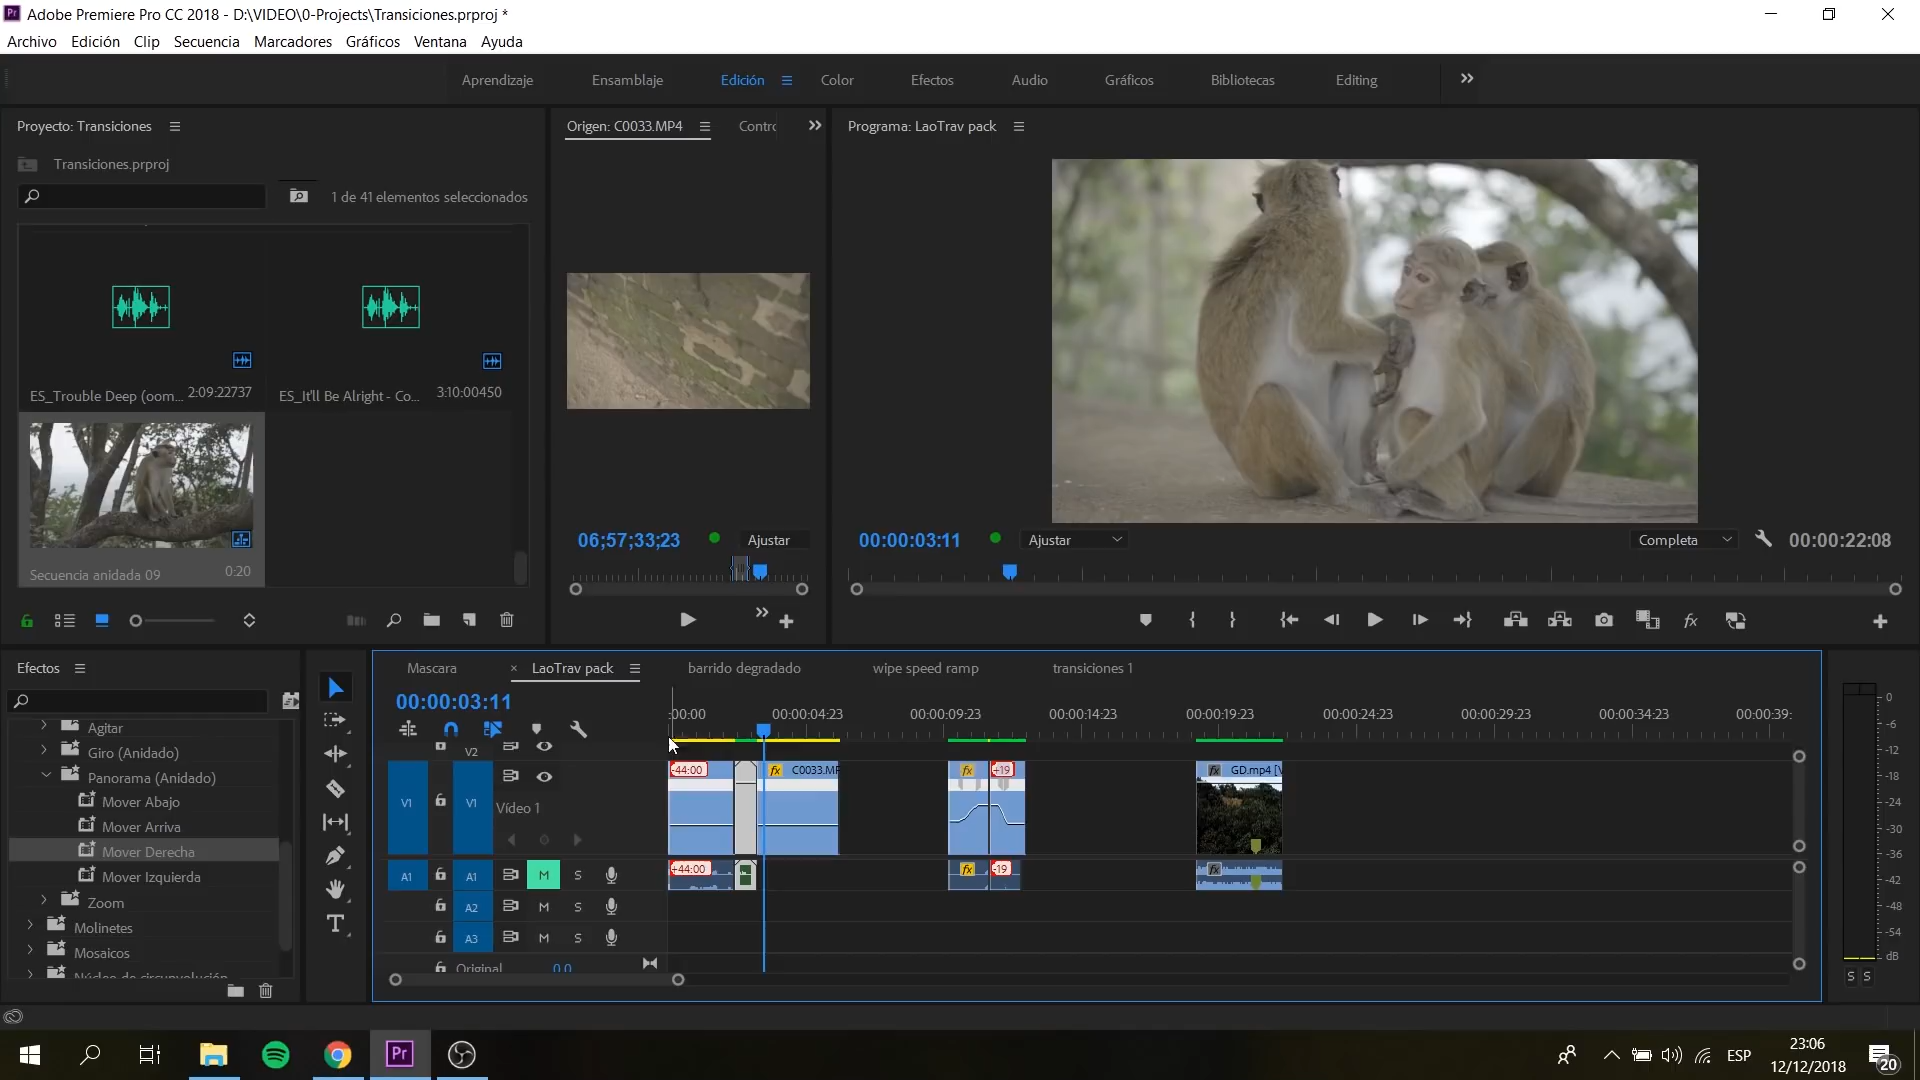 Adobe Premiere Pro CC 2018 - D:\VIDEO\0-Projects\Transiciones.prproj *
Archivo Edición Clip Secuencia Marcadores Gráficos Ventana Ayuda
Aprendizaje Ensamblaje Edición Color Efectos Audio Gráficos Bibliotecas Editing
Proyecto: Transiciones
Transiciones.prproj
1 de 41 elementos seleccionados
ES_Trouble Deep (oom... 2:09:22737
ES_It'll Be Alright - Co... 3:10:00450
Secuencia anidada 09 0:20
Origen: C0033.MP4 Contrc
06;57;33;23 Ajustar
Programa: LaoTrav pack
00:00:03:11 Ajustar Completa 00:00:22:08
Efectos
Agitar
Giro (Anidado)
Panorama (Anidado)
Mover Abajo
Mover Arriva
Mover Derecha
Mover Izquierda
Zoom
Molinetes
Mosaicos
Núcleo de circunvolución
Mascara × LaoTrav pack barrido degradado wipe speed ramp transiciones 1
00:00:03:11
:00:00 00:00:04:23 00:00:09:23 00:00:14:23 00:00:19:23 00:00:24:23 00:00:29:23 00:00:34:23 00:00:39:
V2
V1 V1 Vídeo 1
-44:00 fx C0033.MP fx +19 fx GD.mp4 [V
A1 A1 M S
+44:00 fx -19 fx
A2 M S
A3 M S
Original 0,0
0
-6
-12
-18
-24
-30
-36
-42
-48
-54
dB
S S
Pr
ESP
23:06
12/12/2018
20